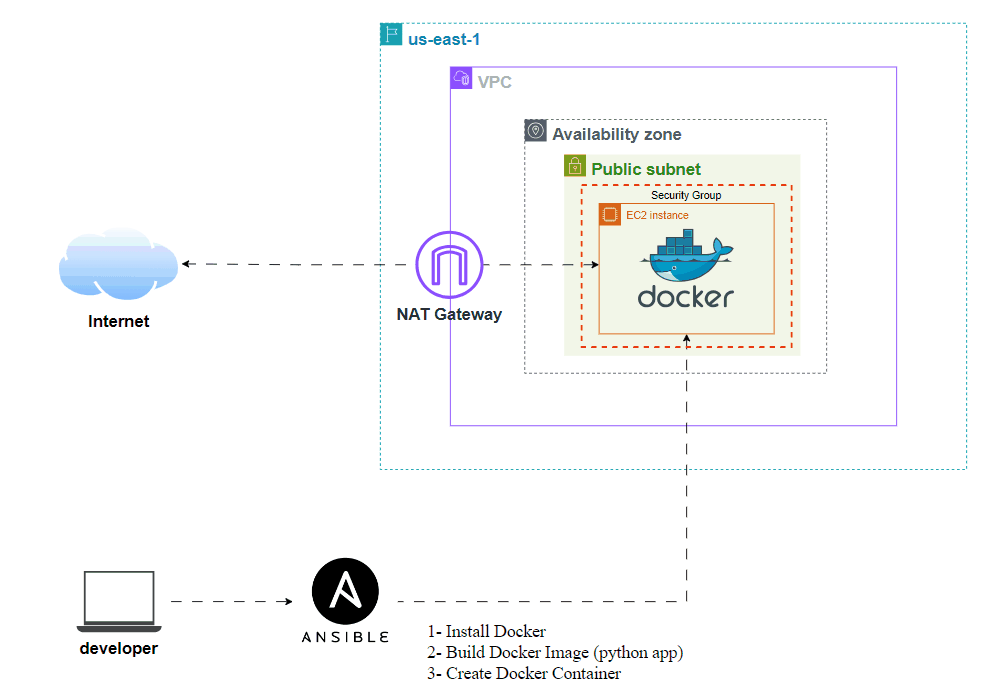 us-east-1
VPC
Availability zone
Public subnet
Security Group
EC2 instance
docker
Internet
NAT Gateway
developer
ANSIBLE
1- Install Docker
2- Build Docker Image (python app)
3- Create Docker Container